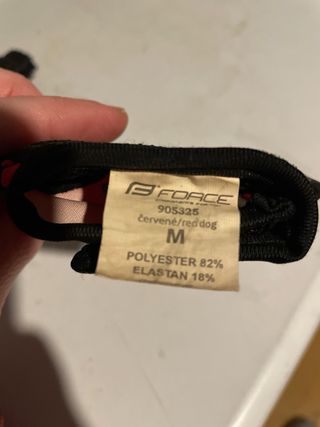 FORCE
905325
červené/red dog
M
POLYESTER 82%
ELASTAN 18%